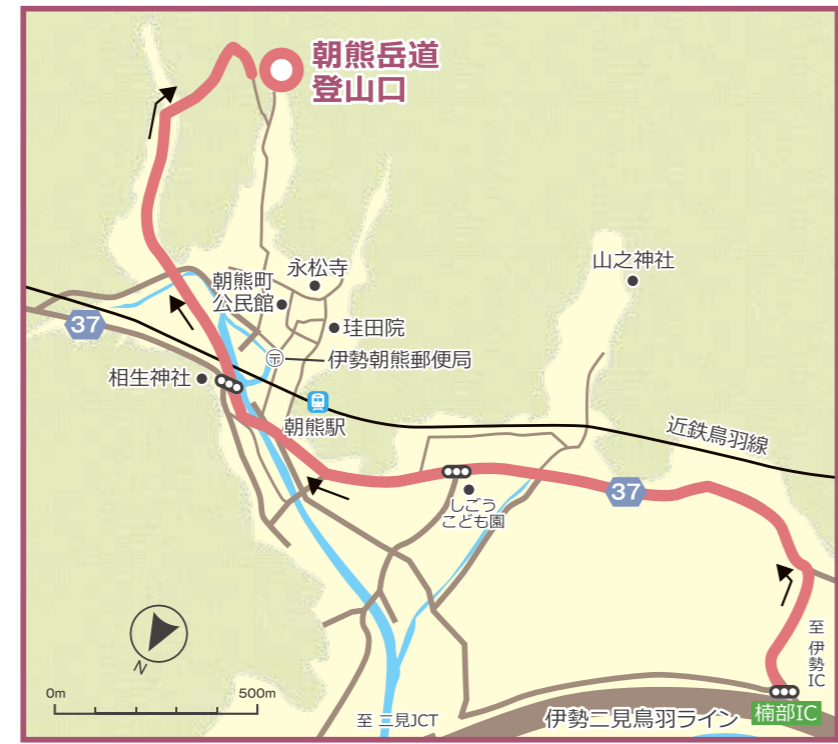 朝熊岳道
登山口
永松寺
朝熊町
公民館
珪田院
山之神社
37
伊勢朝熊郵便局
相生神社
朝熊駅
近鉄鳥羽線
しごう
こども園
37
N
0m
500m
至 二見JCT
伊勢二見鳥羽ライン
楠部IC
至 伊勢IC